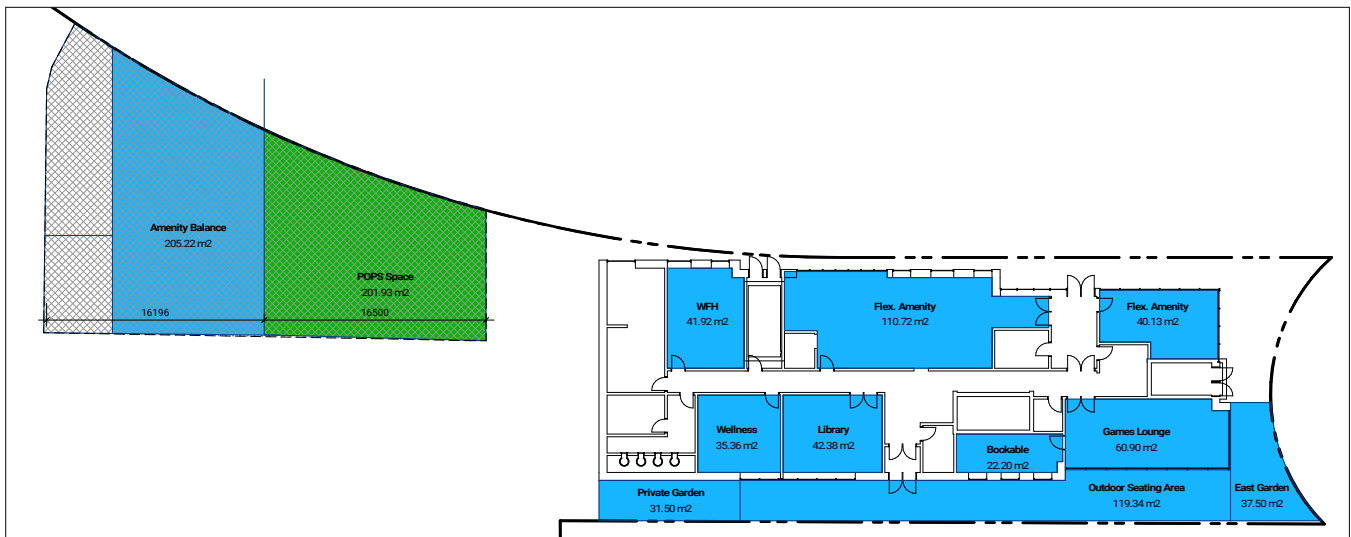 Amenity Balance
205.22 m2
POPS Space
201.93 m2
16196
16500
WFH
41.92 m2
Flex. Amenity
110.72 m2
Flex. Amenity
40.13 m2
Wellness
35.36 m2
Library
42.38 m2
Bookable
22.20 m2
Games Lounge
60.90 m2
Private Garden
31.50 m2
Outdoor Seating Area
119.34 m2
East Garden
37.50 m2